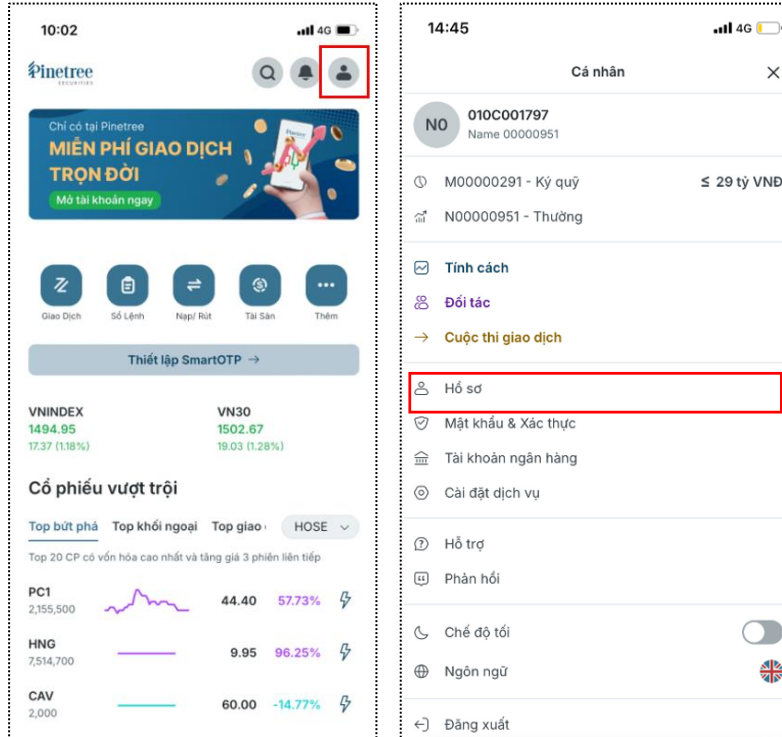 10:02
4G
Pinetree
SECURITIES
Chỉ có tại Pinetree
MIỄN PHÍ GIAO DỊCH
TRỌN ĐỜI
Mở tài khoản ngay
Pinetree
Giao Dịch
Sổ Lệnh
Nạp/ Rút
Tài Sản
Thêm
Thiết lập SmartOTP →
VNINDEX
1494.95
17.37 (1.18%)
VN30
1502.67
19.03 (1.28%)
Cổ phiếu vượt trội
Top bứt phá Top khối ngoại Top giao HOSE
Top 20 CP có vốn hóa cao nhất và tăng giá 3 phiên liên tiếp
PC1
2,155,500
44.40 57.73%
HNG
7,514,700
9.95 96.25%
CAV
2,000
60.00 -14.77%
14:45
4G
Cá nhân
N0
010C001797
Name 00000951
M00000291 - Ký quỹ ≤ 29 tỷ VNĐ
N00000951 - Thường
Tính cách
Đối tác
Cuộc thi giao dịch
Hồ sơ
Mật khẩu & Xác thực
Tài khoản ngân hàng
Cài đặt dịch vụ
Hỗ trợ
Phản hồi
Chế độ tối
Ngôn ngữ
Đăng xuất